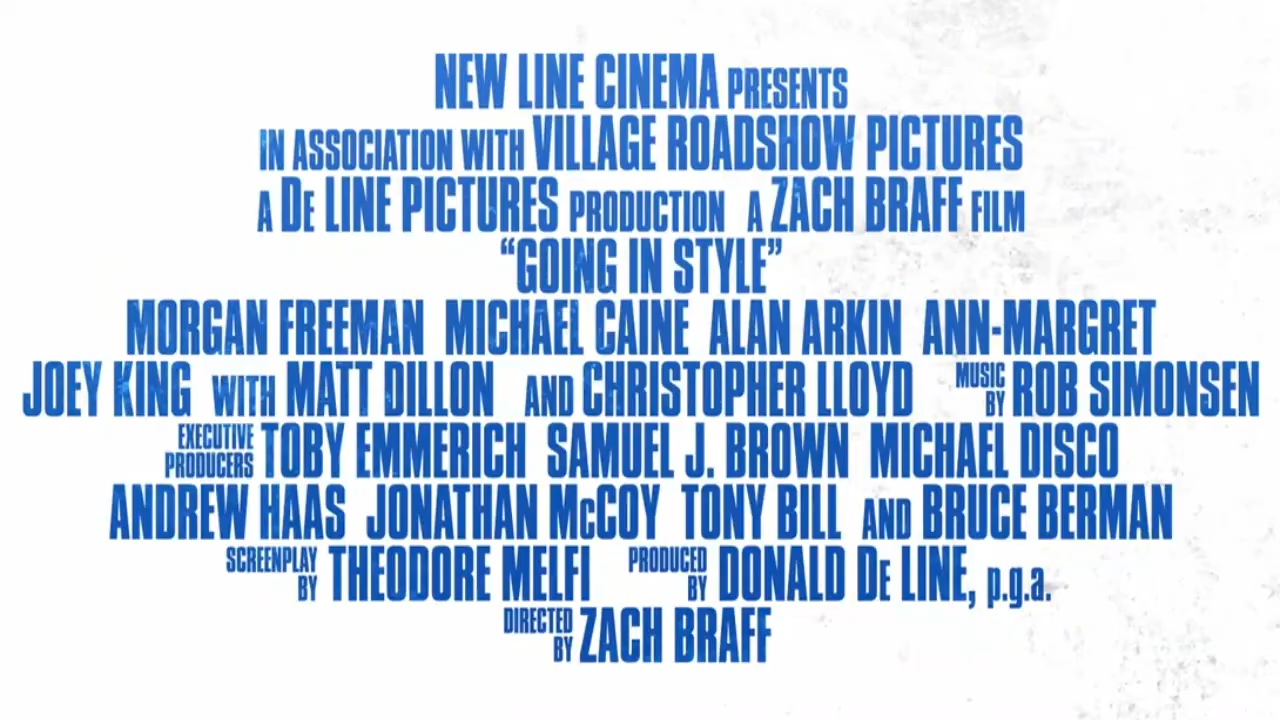 NEW LINE CINEMA PRESENTS
IN ASSOCIATION WITH VILLAGE ROADSHOW PICTURES
A DE LINE PICTURES PRODUCTION A ZACH BRAFF FILM
“GOING IN STYLE”
MORGAN FREEMAN MICHAEL CAINE ALAN ARKIN ANN-MARGRET
JOEY KING WITH MATT DILLON AND CHRISTOPHER LLOYD MUSIC BY ROB SIMONSEN
EXECUTIVE PRODUCERS TOBY EMMERICH SAMUEL J. BROWN MICHAEL DISCO
ANDREW HAAS JONATHAN McCOY TONY BILL AND BRUCE BERMAN
SCREENPLAY BY THEODORE MELFI PRODUCED BY DONALD DE LINE, p.g.a.
DIRECTED BY ZACH BRAFF